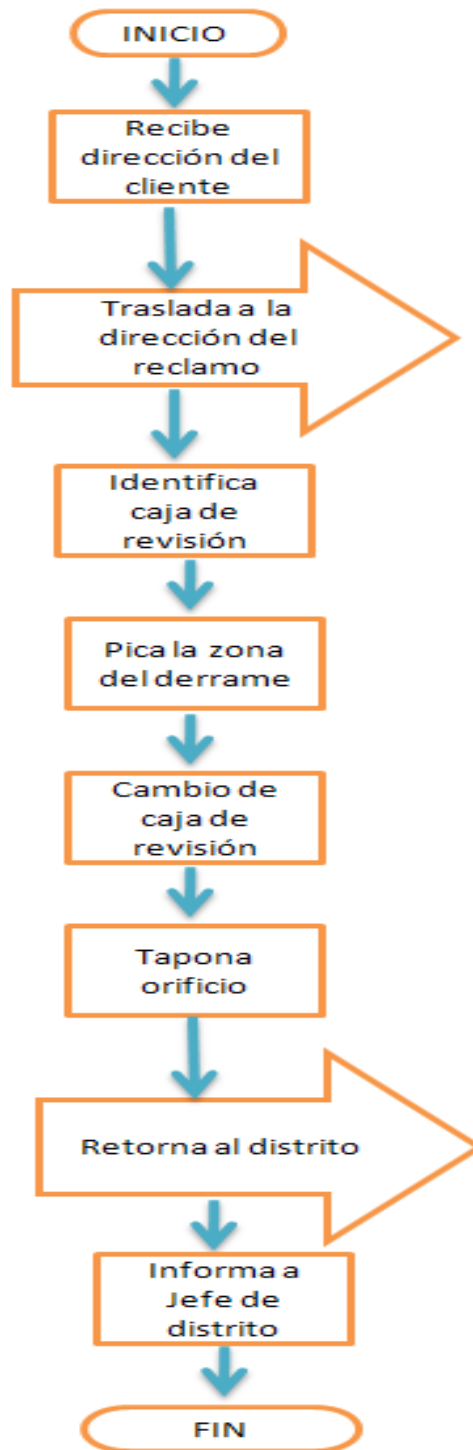 INICIO
Recibe
dirección del
cliente
Traslada a la
dirección del
reclamo
Identifica
caja de
revisión
Pica la zona
del derrame
Cambio de
caja de
revisión
Tapona
orificio
Retorna al distrito
Informa a
Jefe de
distrito
FIN